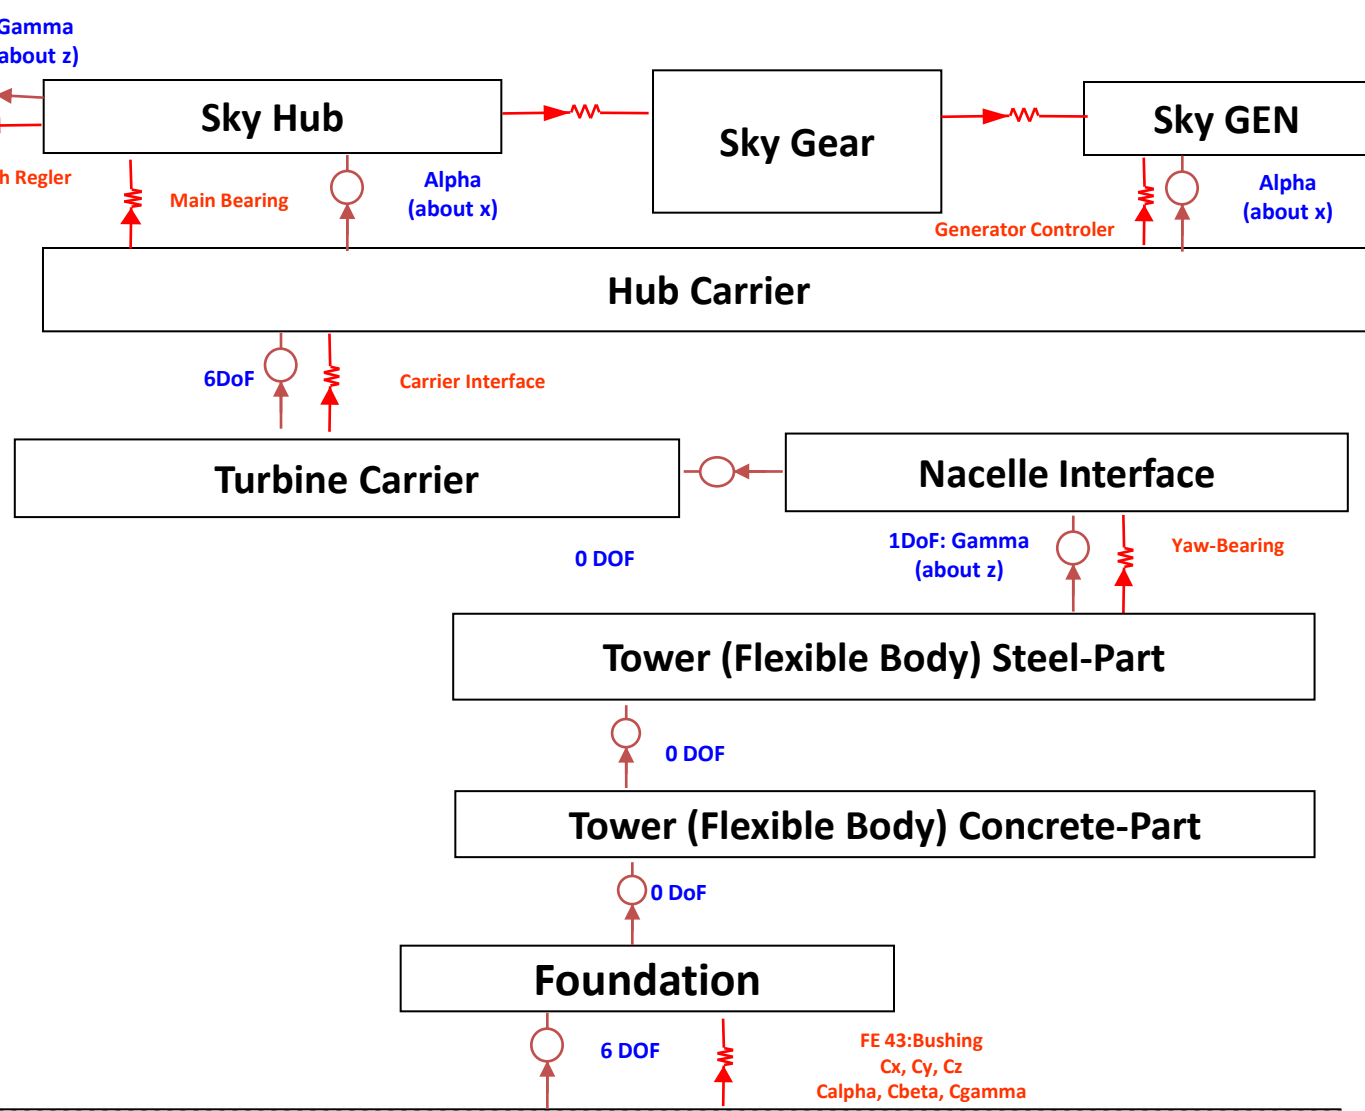 Gamma
about z)
Sky Hub
Sky Gear
Sky GEN
h Regler
Main Bearing
Alpha
(about x)
Generator Controler
Alpha
(about x)
Hub Carrier
6DoF
Carrier Interface
Turbine Carrier
Nacelle Interface
0 DOF
1DoF: Gamma
(about z)
Yaw-Bearing
Tower (Flexible Body) Steel-Part
0 DOF
Tower (Flexible Body) Concrete-Part
0 DoF
Foundation
6 DOF
FE 43:Bushing
Cx, Cy, Cz
Calpha, Cbeta, Cgamma